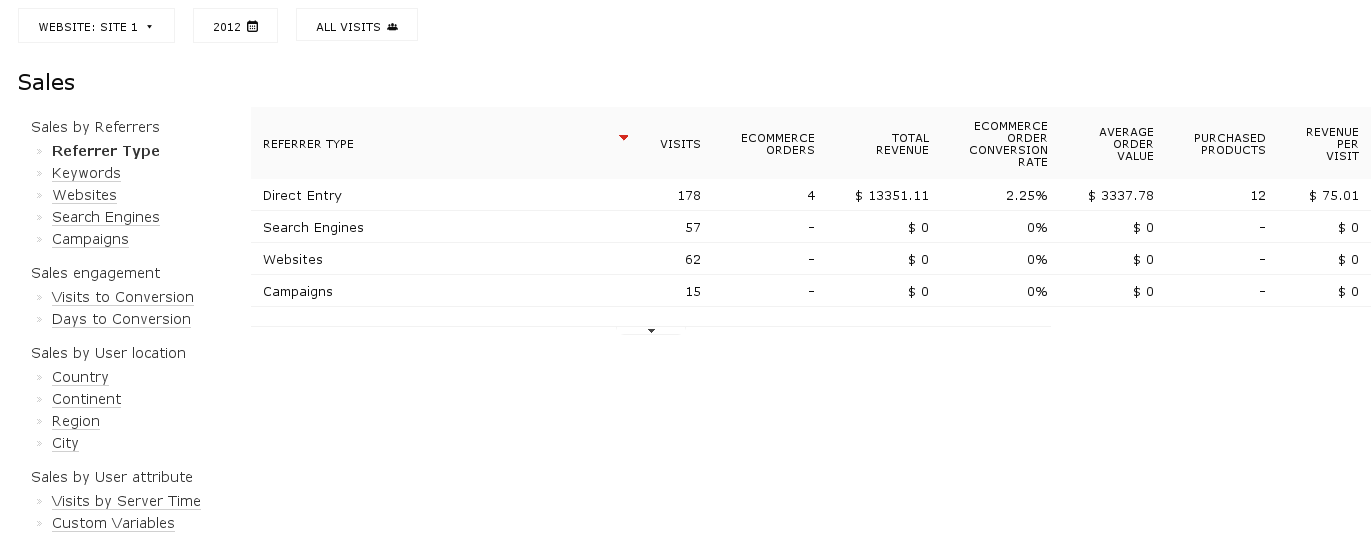 WEBSITE: SITE 1 2012 ALL VISITS
Sales
Sales by Referrers
» Referrer Type
» Keywords
» Websites
» Search Engines
» Campaigns
Sales engagement
» Visits to Conversion
» Days to Conversion
Sales by User location
» Country
» Continent
» Region
» City
Sales by User attribute
» Visits by Server Time
» Custom Variables
REFERRER TYPE VISITS ECOMMERCE ORDERS TOTAL REVENUE ECOMMERCE ORDER CONVERSION RATE AVERAGE ORDER VALUE PURCHASED PRODUCTS REVENUE PER VISIT
Direct Entry 178 4 $ 13351.11 2.25% $ 3337.78 12 $ 75.01
Search Engines 57 - $ 0 0% $ 0 - $ 0
Websites 62 - $ 0 0% $ 0 - $ 0
Campaigns 15 - $ 0 0% $ 0 - $ 0